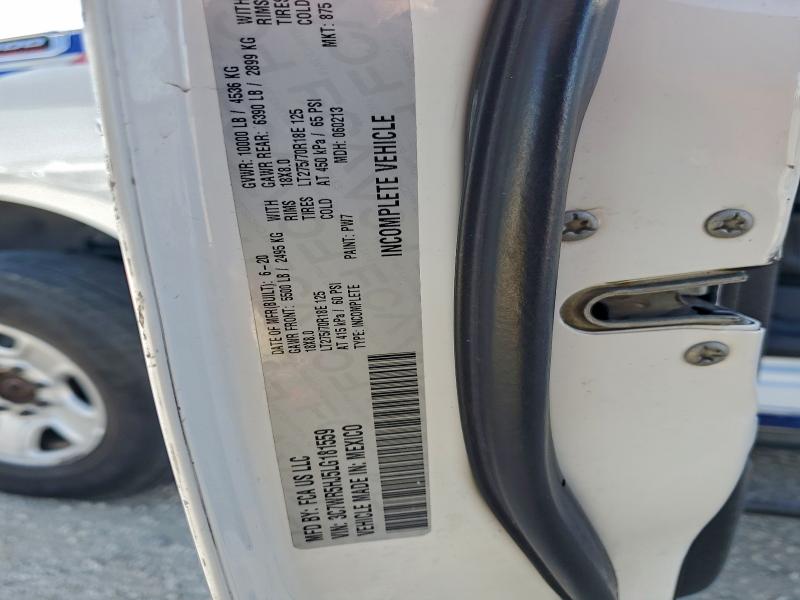 MFD BY: FCA US LLC
DATE OF MFR(BUILT): 6-20
GVWR: 10000 LB / 4536 KG
GAWR FRONT: 5500 LB / 2495 KG WITH
18X8.0 RIMS
LT275/70R18E 125 TIRES
AT 415 kPa / 60 PSI COLD
GAWR REAR: 6390 LB / 2899 KG WITH
18X8.0 RIMS
LT275/70R18E 125 TIRES
AT 450 kPa / 65 PSI COLD
VIN: 3C7WR5HJ5LG181559
TYPE: INCOMPLETE
PAINT: PW7
MDH: 060213
MKT: 875
VEHICLE MADE IN: MEXICO
INCOMPLETE VEHICLE